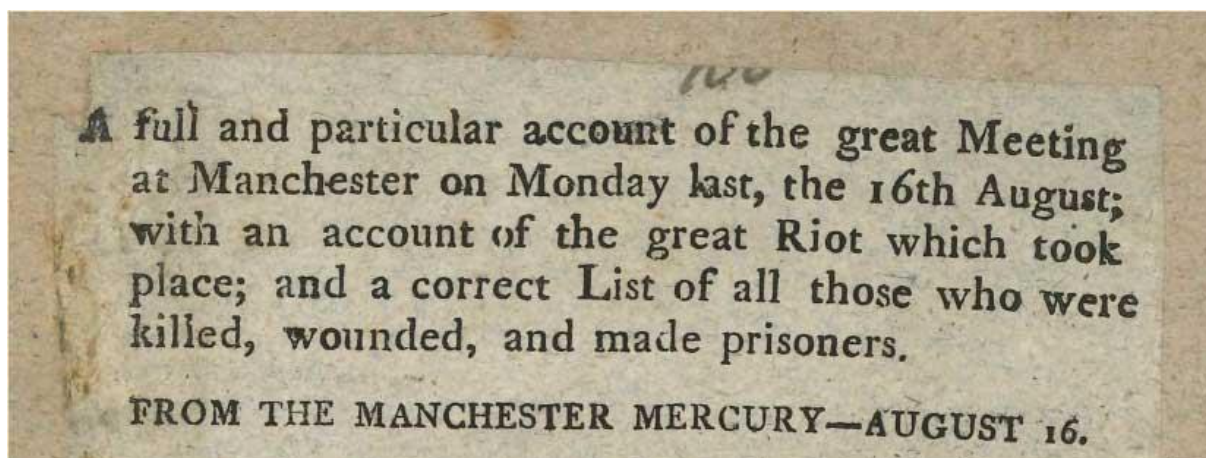 100
A full and particular account of the great Meeting
at Manchester on Monday last, the 16th August;
with an account of the great Riot which took
place; and a correct List of all those who were
killed, wounded, and made prisoners.
FROM THE MANCHESTER MERCURY—AUGUST 16.